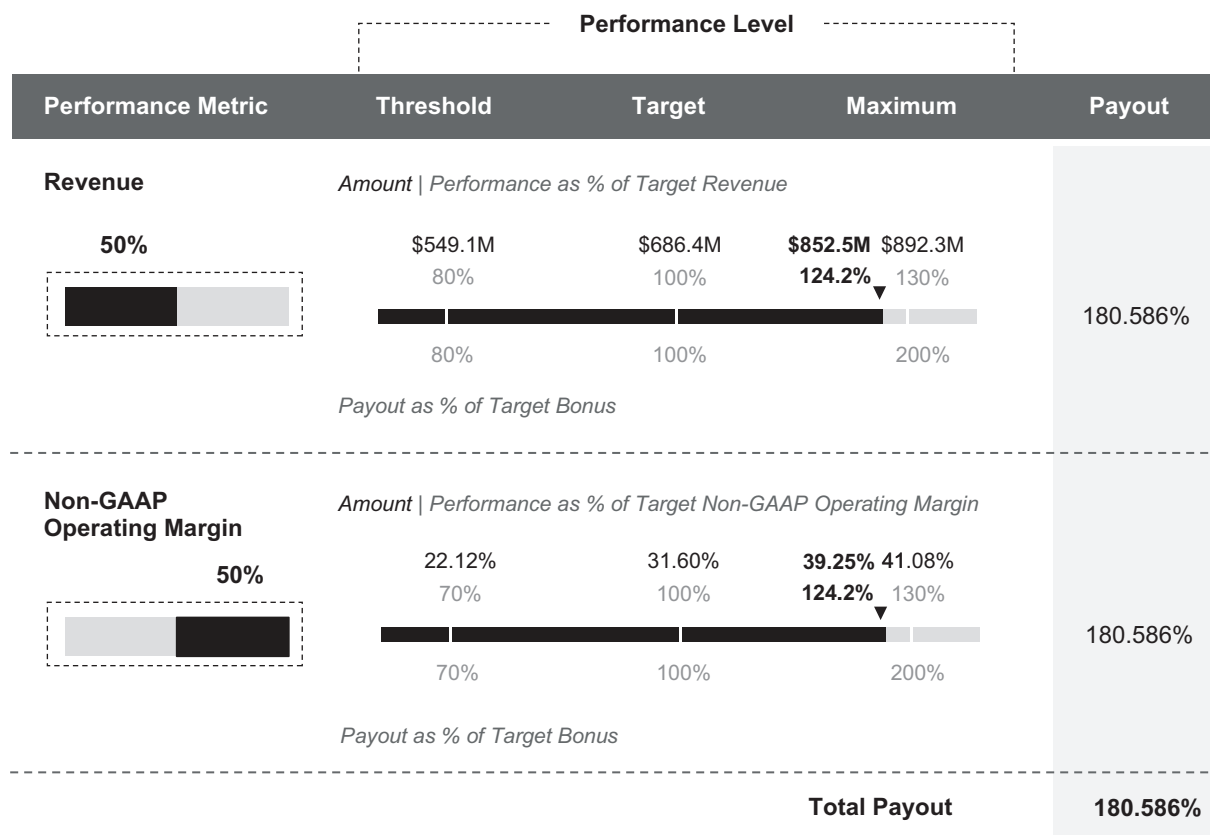 Performance Level
Performance Metric Threshold Target Maximum Payout
Revenue Amount | Performance as % of Target Revenue
50% $549.1M $686.4M $852.5M $892.3M
80% 100% 124.2% 130%
180.586%
80% 100% 200%
Payout as % of Target Bonus
Non-GAAP
Operating Margin
Amount | Performance as % of Target Non-GAAP Operating Margin
50%
22.12% 31.60% 39.25% 41.08%
70% 100% 124.2% 130%
180.586%
70% 100% 200%
Payout as % of Target Bonus
Total Payout 180.586%